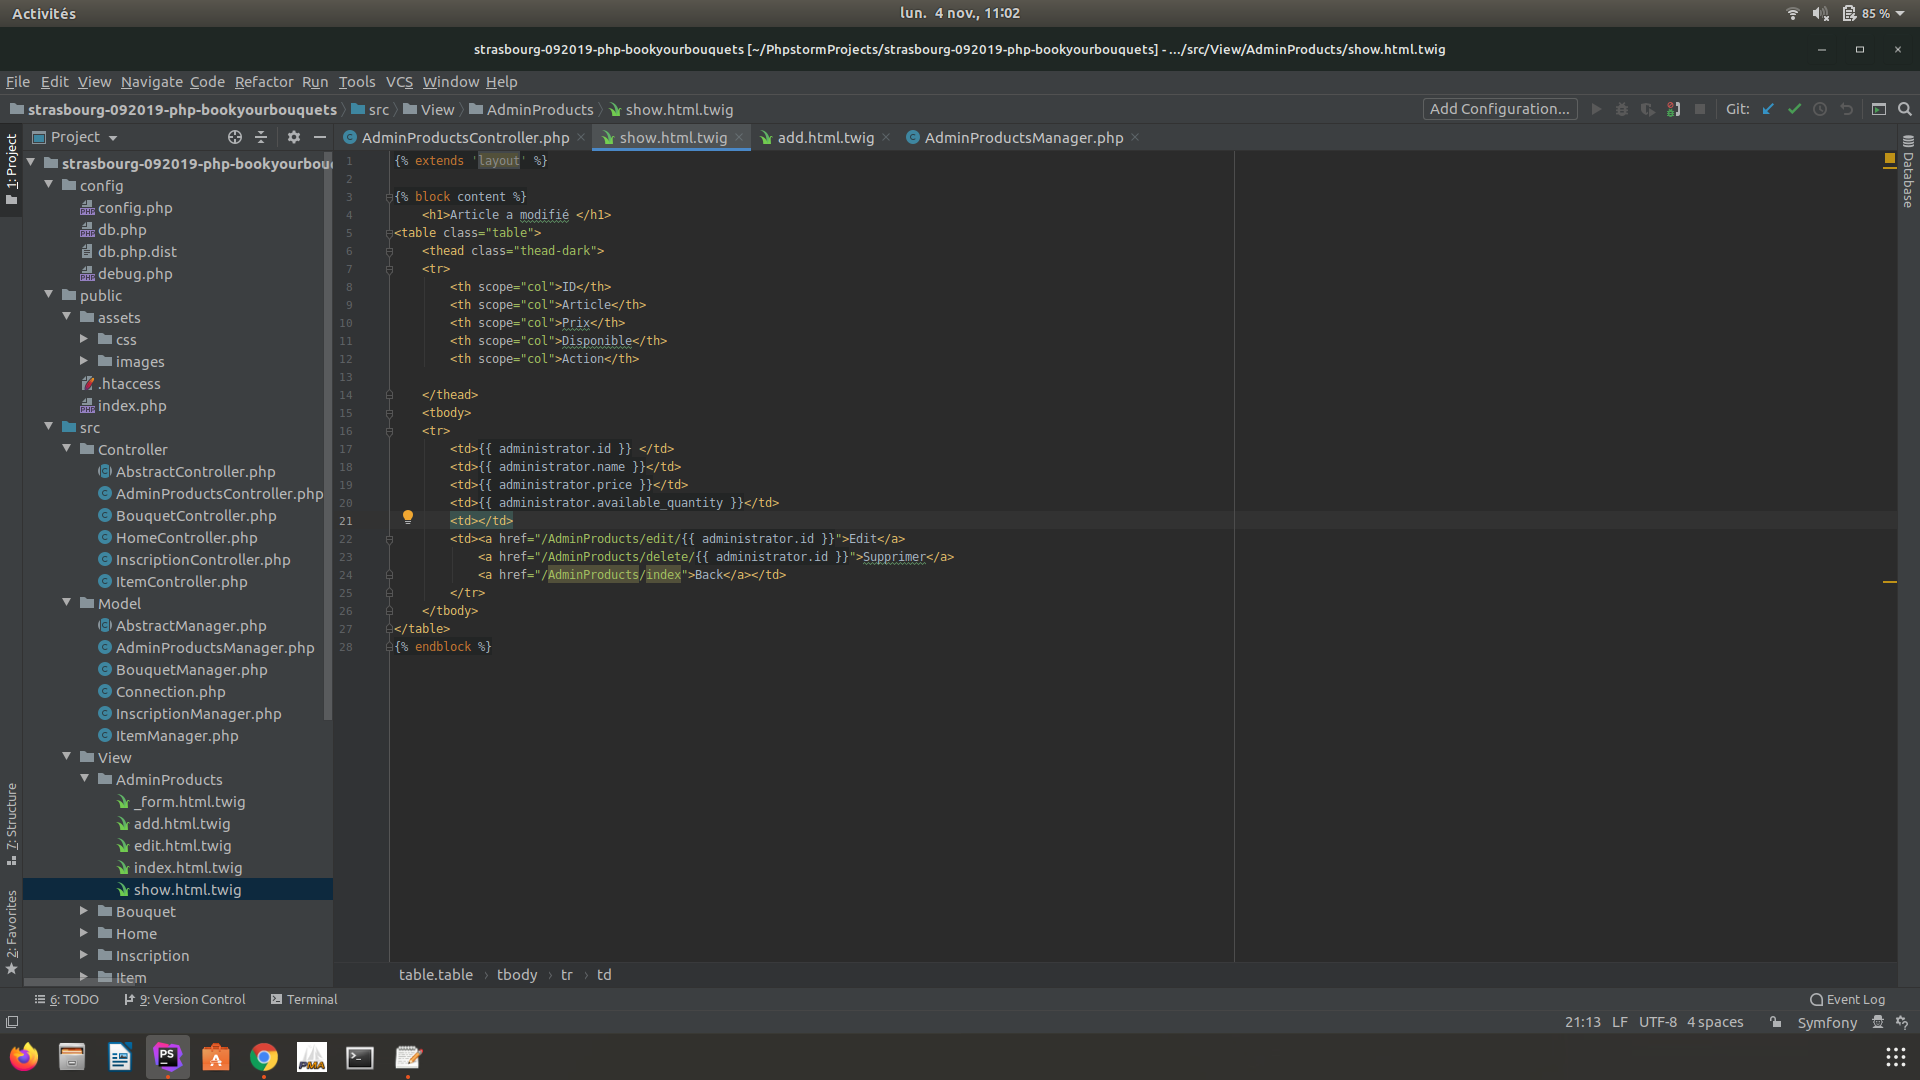 Activités
lun. 4 nov., 11:02
85 %
strasbourg-092019-php-bookyourbouquets [~/PhpstormProjects/strasbourg-092019-php-bookyourbouquets] - .../src/View/AdminProducts/show.html.twig
File Edit View Navigate Code Refactor Run Tools VCS Window Help
strasbourg-092019-php-bookyourbouquets src View AdminProducts show.html.twig
Add Configuration... Git:
1: Project
Project
AdminProductsController.php show.html.twig add.html.twig AdminProductsManager.php
Database
strasbourg-092019-php-bookyourbou
config
config.php
db.php
db.php.dist
debug.php
public
assets
css
images
.htaccess
index.php
src
Controller
AbstractController.php
AdminProductsController.php
BouquetController.php
HomeController.php
InscriptionController.php
ItemController.php
Model
AbstractManager.php
AdminProductsManager.php
BouquetManager.php
Connection.php
InscriptionManager.php
ItemManager.php
View
AdminProducts
_form.html.twig
add.html.twig
edit.html.twig
index.html.twig
show.html.twig
Bouquet
Home
Inscription
Item
7: Structure
2: Favorites
1 {% extends 'layout' %}
2
3 {% block content %}
4 <h1>Article a modifié </h1>
5 <table class="table">
6 <thead class="thead-dark">
7 <tr>
8 <th scope="col">ID</th>
9 <th scope="col">Article</th>
10 <th scope="col">Prix</th>
11 <th scope="col">Disponible</th>
12 <th scope="col">Action</th>
13
14 </thead>
15 <tbody>
16 <tr>
17 <td>{{ administrator.id }} </td>
18 <td>{{ administrator.name }}</td>
19 <td>{{ administrator.price }}</td>
20 <td>{{ administrator.available_quantity }}</td>
21 <td></td>
22 <td><a href="/AdminProducts/edit/{{ administrator.id }}">Edit</a>
23 <a href="/AdminProducts/delete/{{ administrator.id }}">Supprimer</a>
24 <a href="/AdminProducts/index">Back</a></td>
25 </tr>
26 </tbody>
27 </table>
28 {% endblock %}
table.table tbody tr td
6: TODO 9: Version Control Terminal
Event Log
21:13 LF UTF-8 4 spaces Symfony
PS
PMA